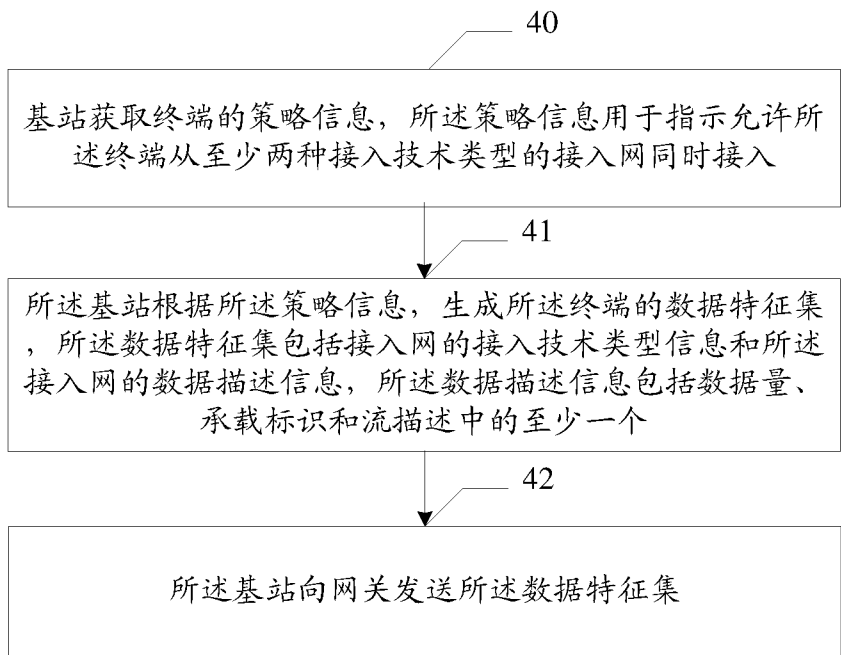 40
基站获取终端的策略信息，所述策略信息用于指示允许所
述终端从至少两种接入技术类型的接入网同时接入
41
所述基站根据所述策略信息，生成所述终端的数据特征集
，所述数据特征集包括接入网的接入技术类型信息和所述
接入网的数据描述信息，所述数据描述信息包括数据量、
承载标识和流描述中的至少一个
42
所述基站向网关发送所述数据特征集